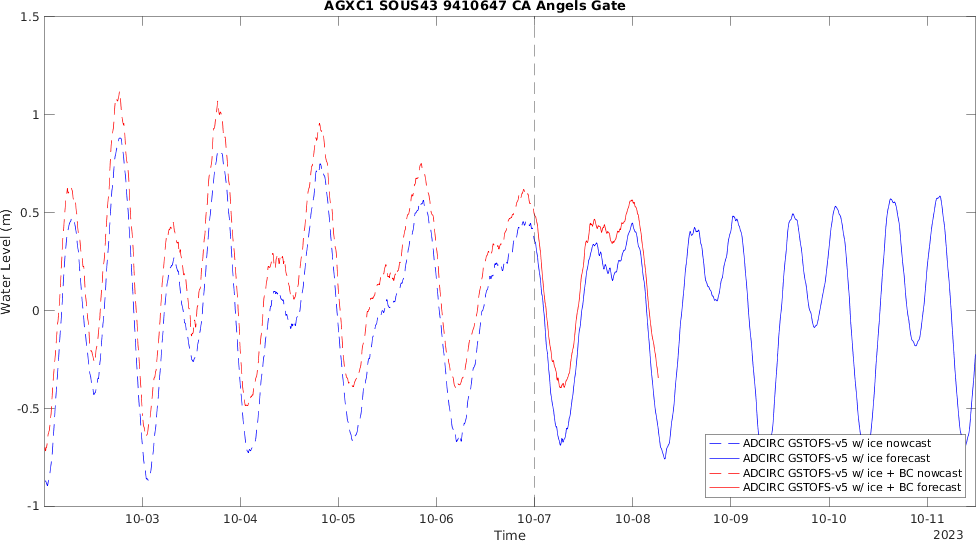 AGXC1 SOUS43 9410647 CA Angels Gate
1.5
1
0.5
0
-0.5
-1
Water Level (m)
10-03 10-04 10-05 10-06 10-07 10-08 10-09 10-10 10-11
Time
2023
ADCIRC GSTOFS-v5 w/ ice nowcast
ADCIRC GSTOFS-v5 w/ ice forecast
ADCIRC GSTOFS-v5 w/ ice + BC nowcast
ADCIRC GSTOFS-v5 w/ ice + BC forecast